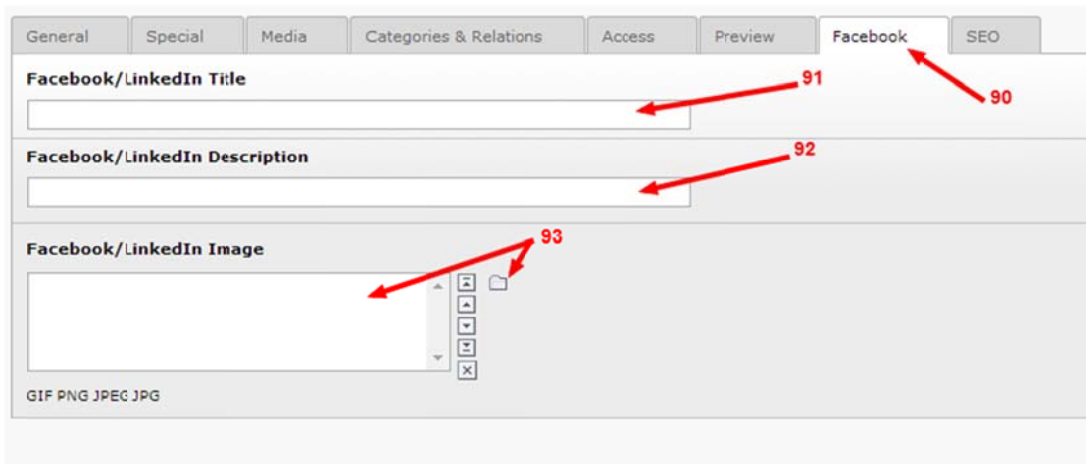 General Special Media Categories & Relations Access Preview Facebook SEO
Facebook/LinkedIn Title
91
90
Facebook/LinkedIn Description
92
Facebook/LinkedIn Image
93
GIF PNG JPEG JPG